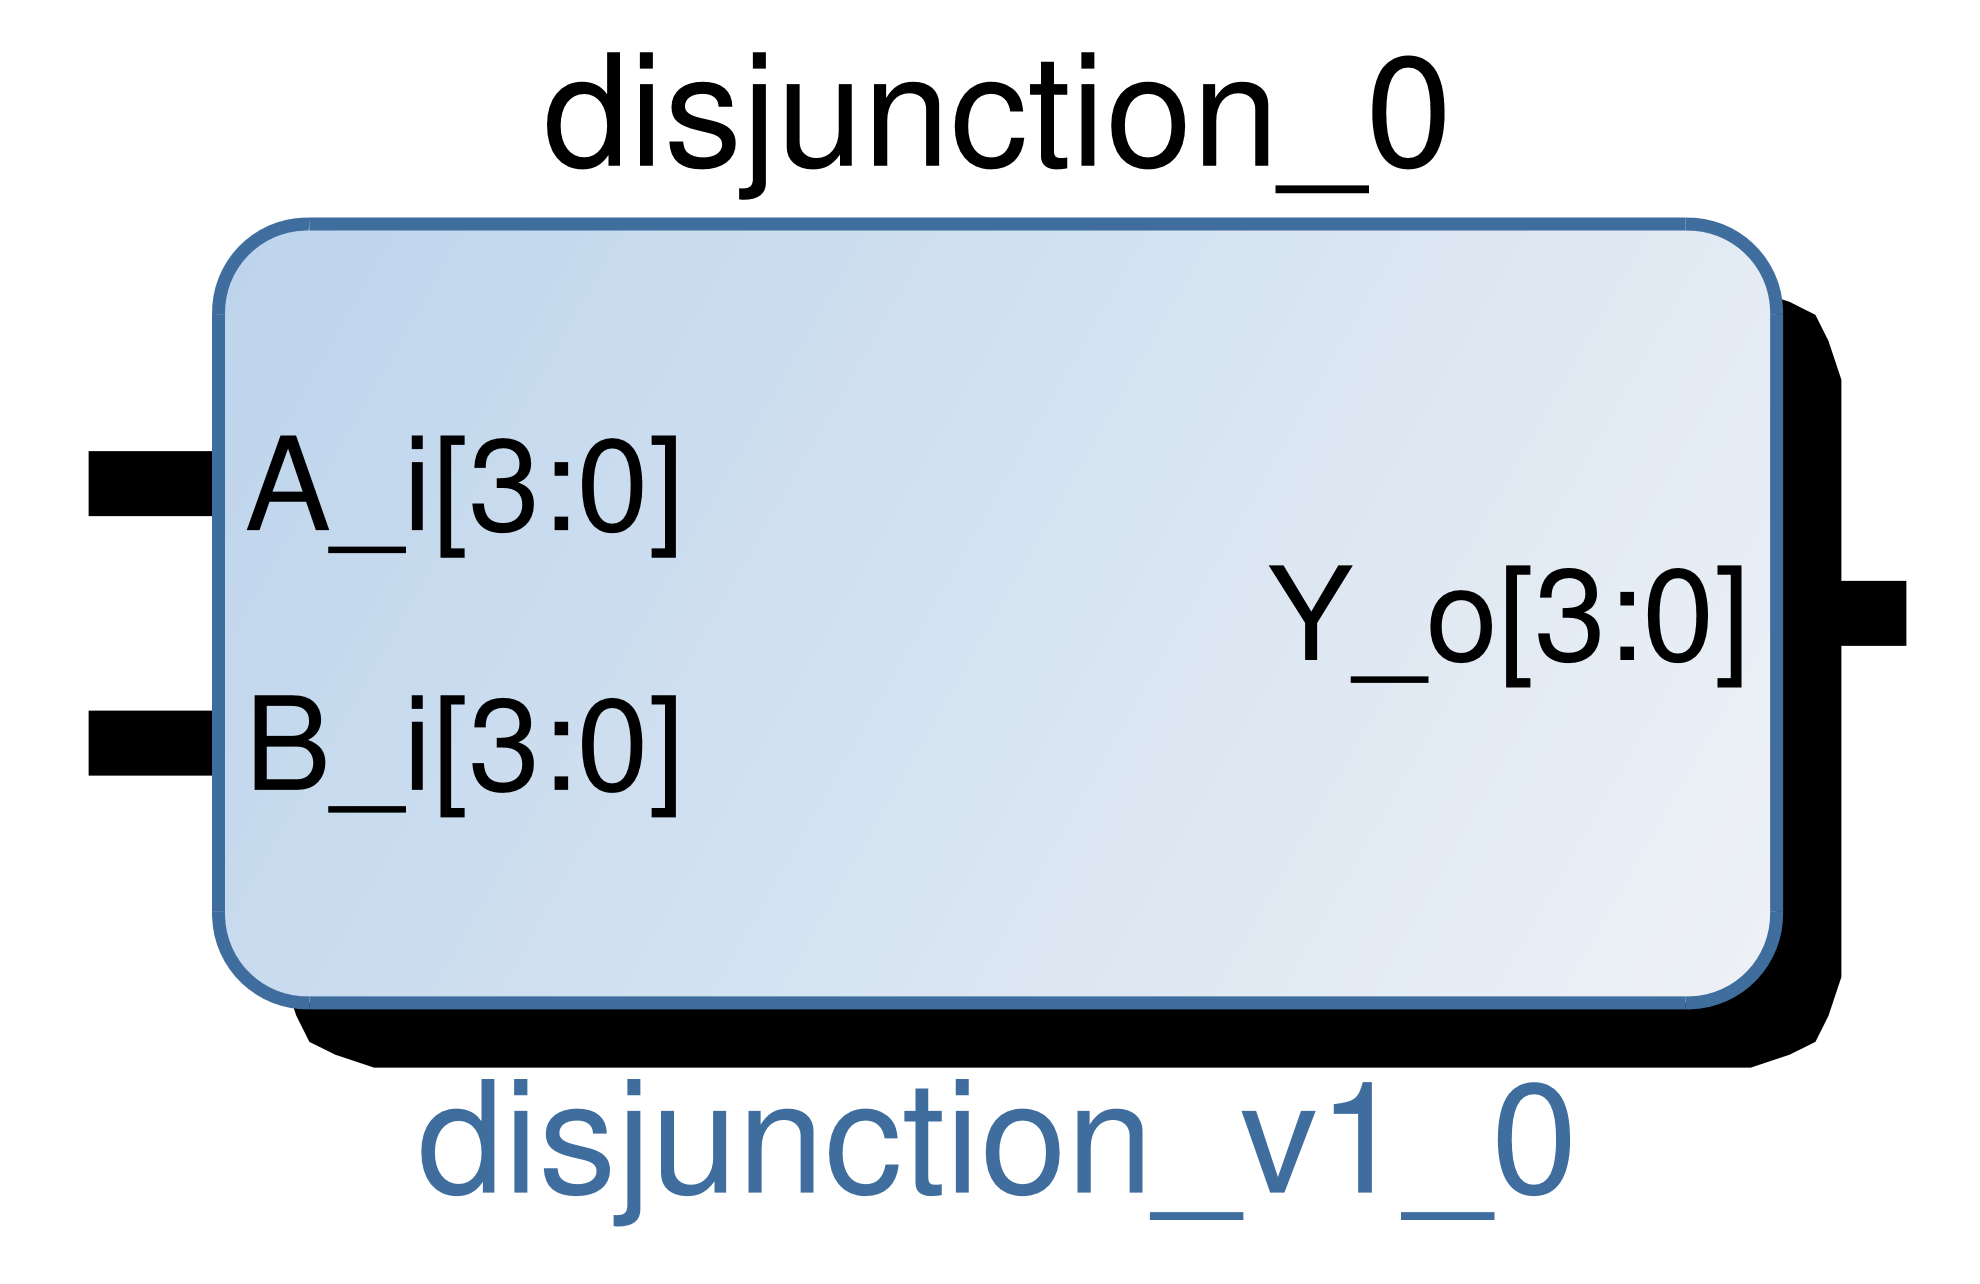 disjunction_0
A_i[3:0]
Y_o[3:0]
B_i[3:0]
disjunction_v1_0